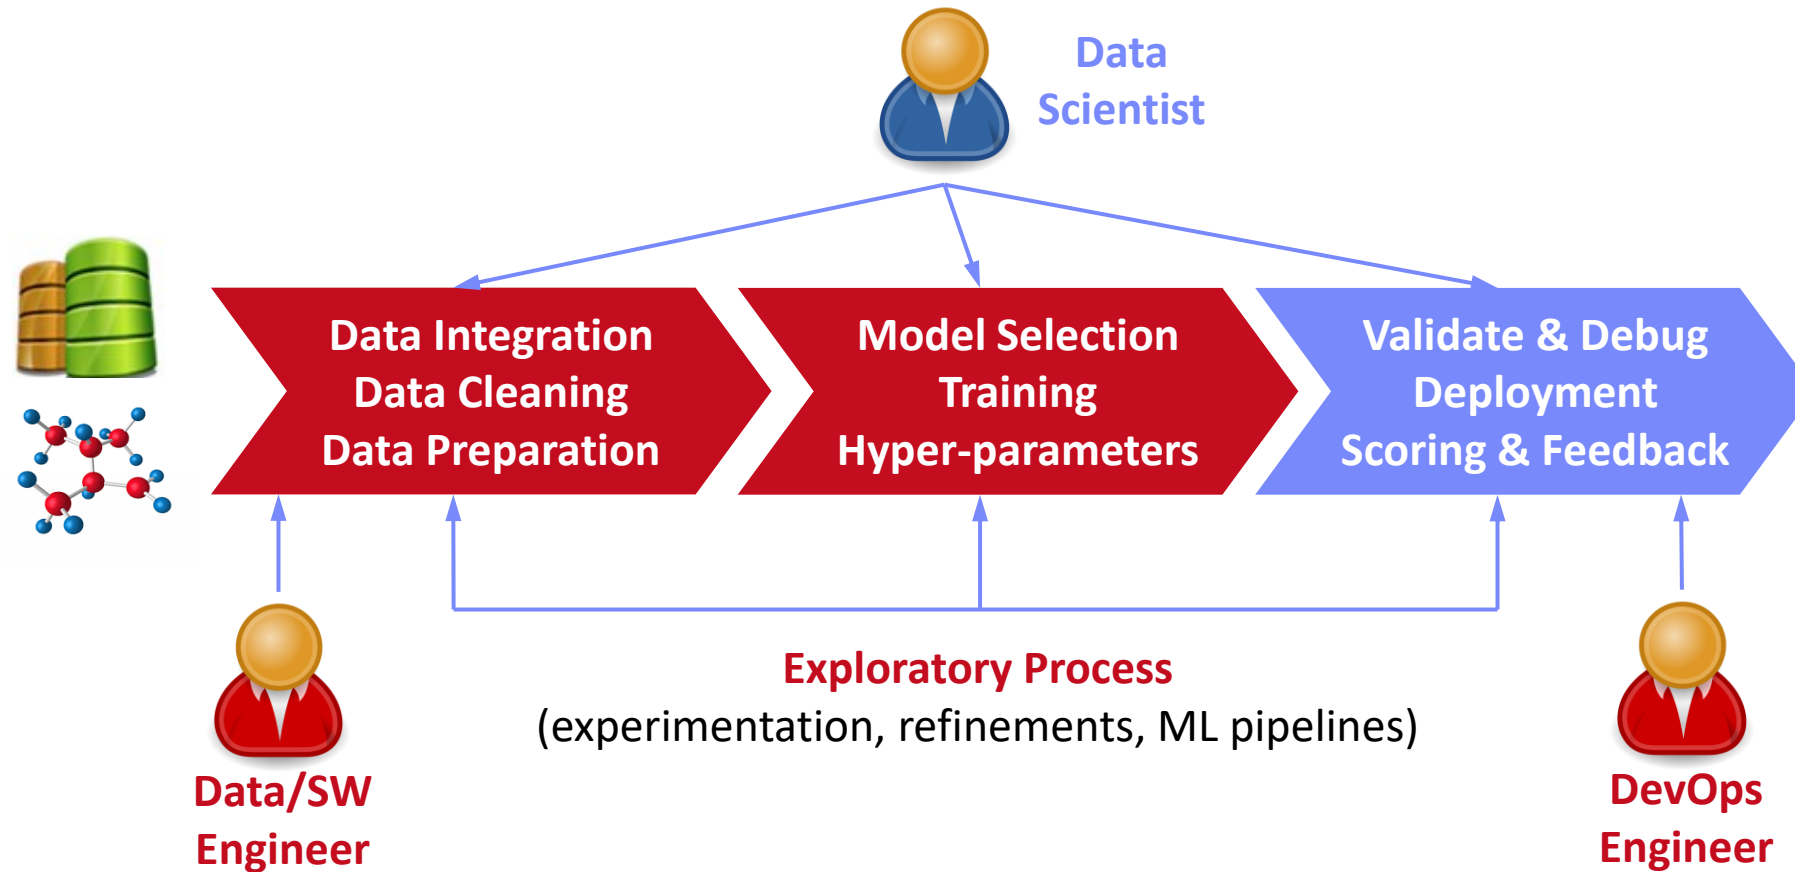 Data
Scientist
Data Integration
Data Cleaning
Data Preparation
Model Selection
Training
Hyper-parameters
Validate & Debug
Deployment
Scoring & Feedback
Exploratory Process
(experimentation, refinements, ML pipelines)
Data/SW
Engineer
DevOps
Engineer